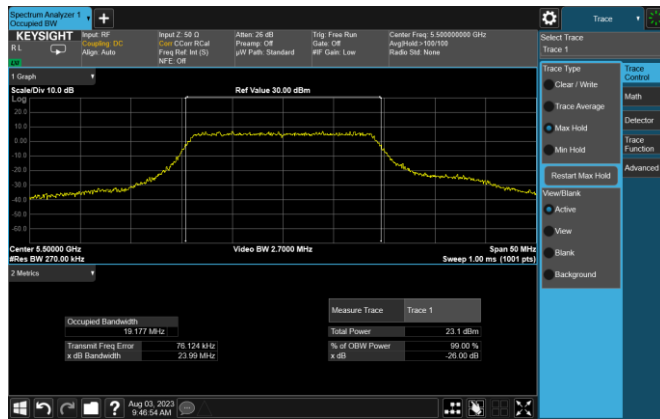 Spectrum Analyzer 1
Occupied BW
Trace
KEYSIGHT
R L
LXI
Input: RF
Coupling: DC
Align: Auto
Input Z: 50 Ω
Corr CCorr RCal
Freq Ref: Int (S)
NFE: Off
Atten: 26 dB
Preamp: Off
µW Path: Standard
Trig: Free Run
Gate: Off
#IF Gain: Low
Center Freq: 5.500000000 GHz
Avg|Hold:>100/100
Radio Std: None
Select Trace
Trace 1
1 Graph
Scale/Div 10.0 dB
Ref Value 30.00 dBm
Log
20.0
10.0
0.00
-10.0
-20.0
-30.0
-40.0
-50.0
-60.0
Center 5.50000 GHz
#Res BW 270.00 kHz
Video BW 2.7000 MHz
Span 50 MHz
Sweep 1.00 ms (1001 pts)
Trace Type
Clear / Write
Trace Average
Max Hold
Min Hold
Restart Max Hold
View/Blank
Active
View
Blank
Background
Trace
Control
Math
Detector
Trace
Function
Advanced
2 Metrics
Occupied Bandwidth
19.177 MHz
Transmit Freq Error 76.124 kHz
x dB Bandwidth 23.99 MHz
Measure Trace Trace 1
Total Power 23.1 dBm
% of OBW Power 99.00 %
x dB -26.00 dB
Aug 03, 2023
9:46:54 AM